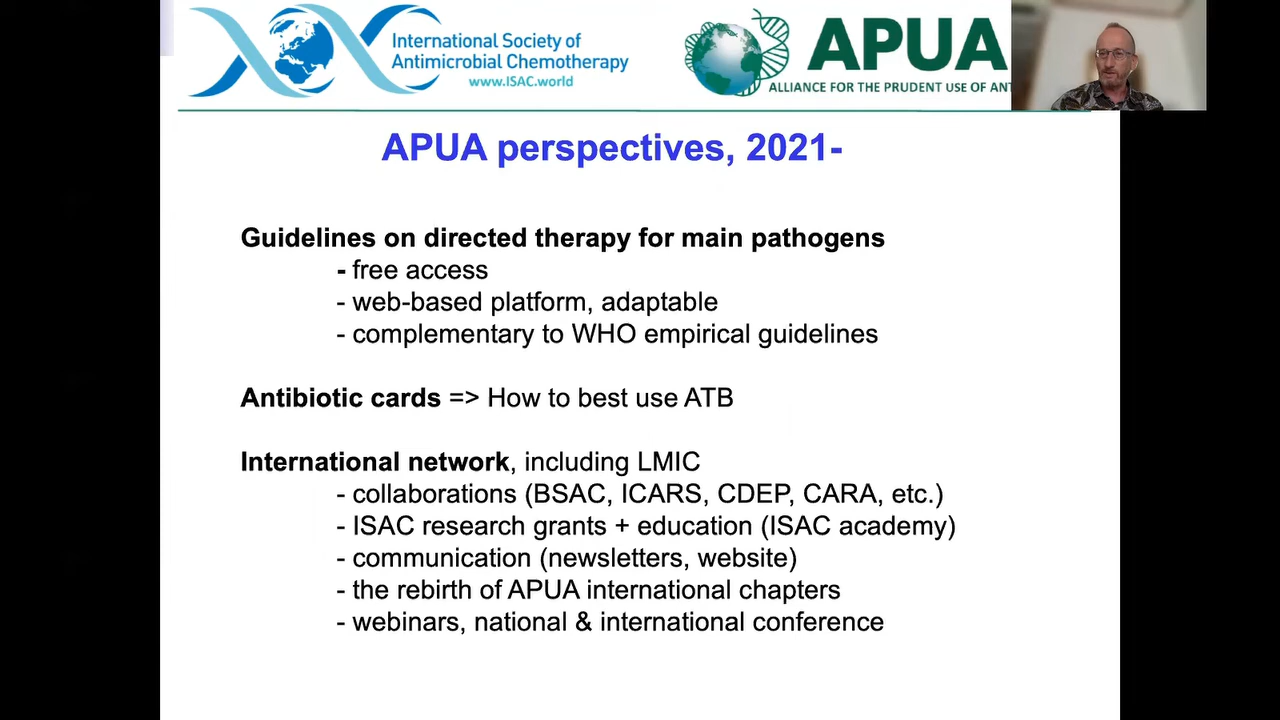 International Society of
Antimicrobial Chemotherapy
www.ISAC.world
APUA
ALLIANCE FOR THE PRUDENT USE OF
APUA perspectives, 2021-
Guidelines on directed therapy for main pathogens
- free access
- web-based platform, adaptable
- complementary to WHO empirical guidelines
Antibiotic cards => How to best use ATB
International network, including LMIC
- collaborations (BSAC, ICARS, CDEP, CARA, etc.)
- ISAC research grants + education (ISAC academy)
- communication (newsletters, website)
- the rebirth of APUA international chapters
- webinars, national & international conference